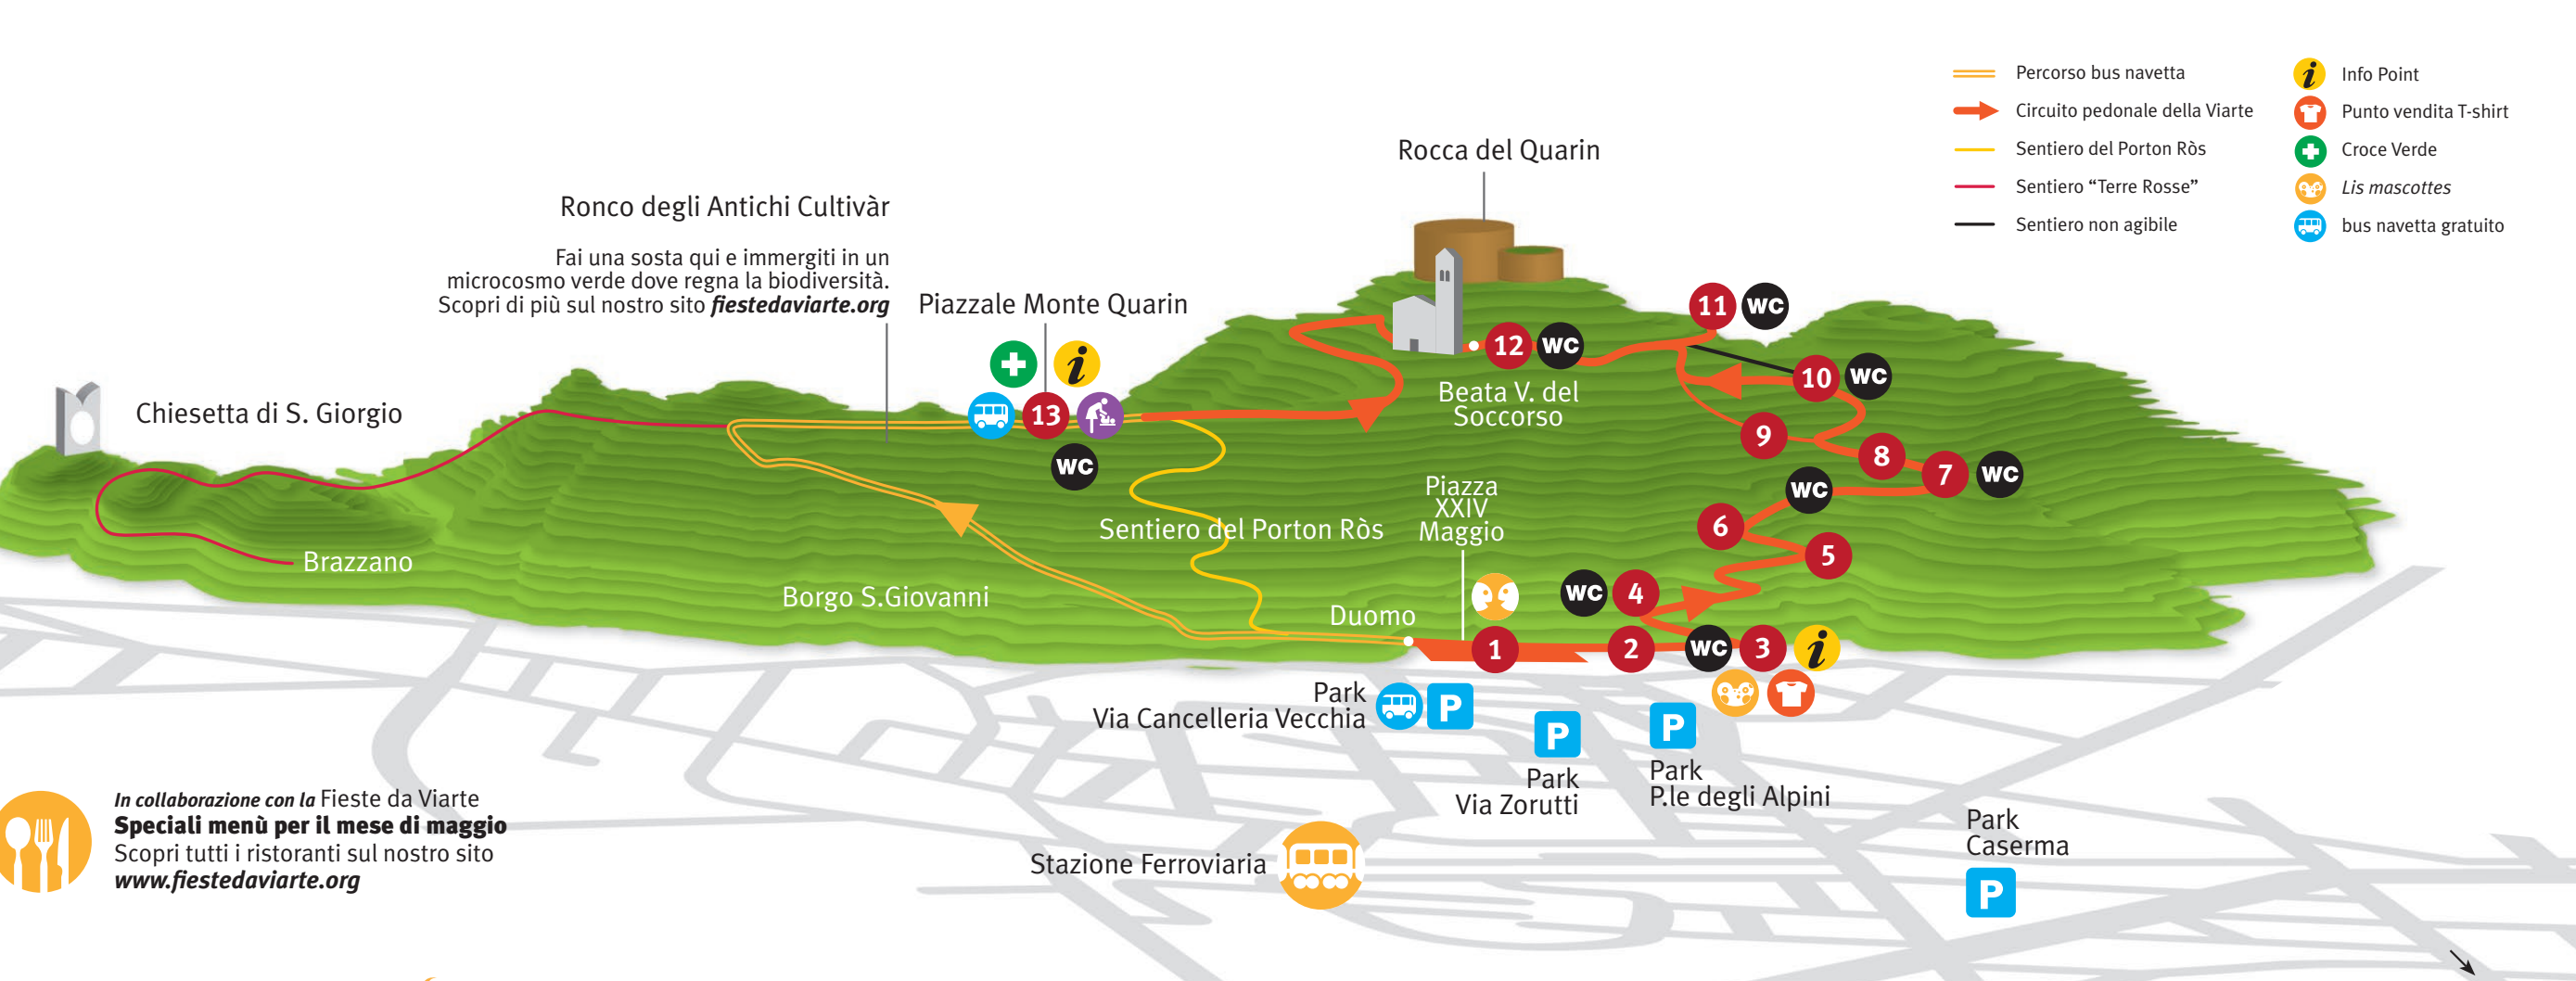 Percorso bus navetta
Circuito pedonale della Viarte
Sentiero del Porton Ròs
Sentiero “Terre Rosse”
Sentiero non agibile
i Info Point
Punto vendita T-shirt
Croce Verde
Lis mascottes
bus navetta gratuito
Rocca del Quarin
Ronco degli Antichi Cultivàr
Fai una sosta qui e immergiti in un
microcosmo verde dove regna la biodiversità.
Scopri di più sul nostro sito fiestedaviarte.org
Piazzale Monte Quarin
i
13
WC
11 WC
12 WC
Beata V. del
Soccorso
10 WC
9
8
7 WC
WC
6
5
Chiesetta di S. Giorgio
Brazzano
Sentiero del Porton Ròs
Piazza
XXIV
Maggio
Borgo S.Giovanni
Duomo
WC 4
1
2
WC 3 i
Park
Via Cancelleria Vecchia
P
P
Park
Via Zorutti
P
Park
P.le degli Alpini
Park
Caserma
P
Stazione Ferroviaria
In collaborazione con la Fieste da Viarte
Speciali menù per il mese di maggio
Scopri tutti i ristoranti sul nostro sito
www.fiestedaviarte.org